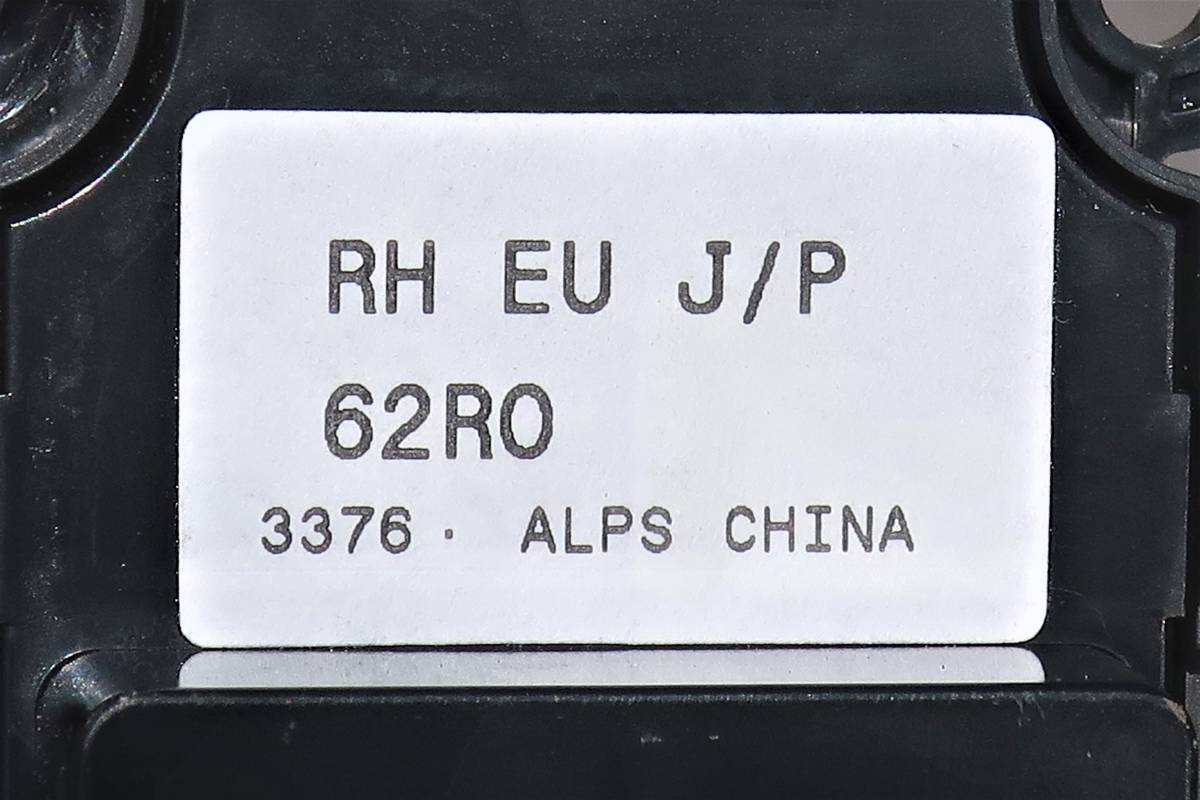 RH EU J/P
62R0
3376· ALPS CHINA